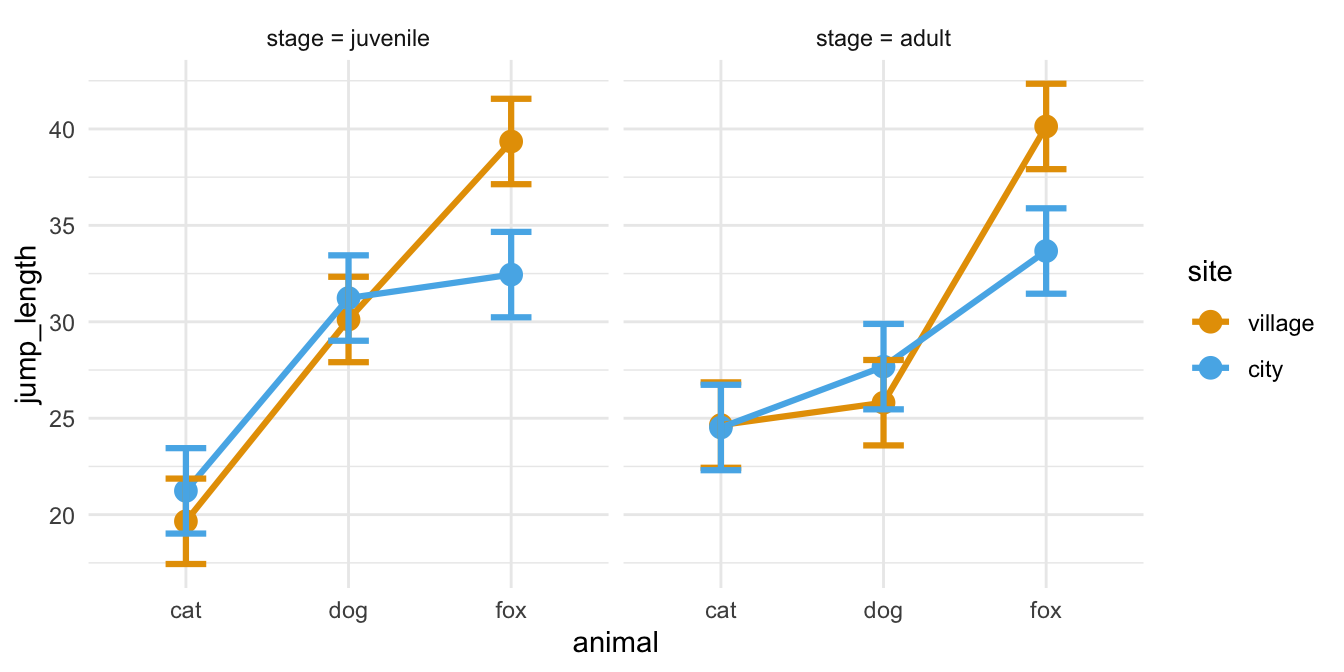 stage = juvenile
stage = adult
jump_length
40
35
30
25
20
cat
dog
fox
cat
dog
fox
animal
site
village
city